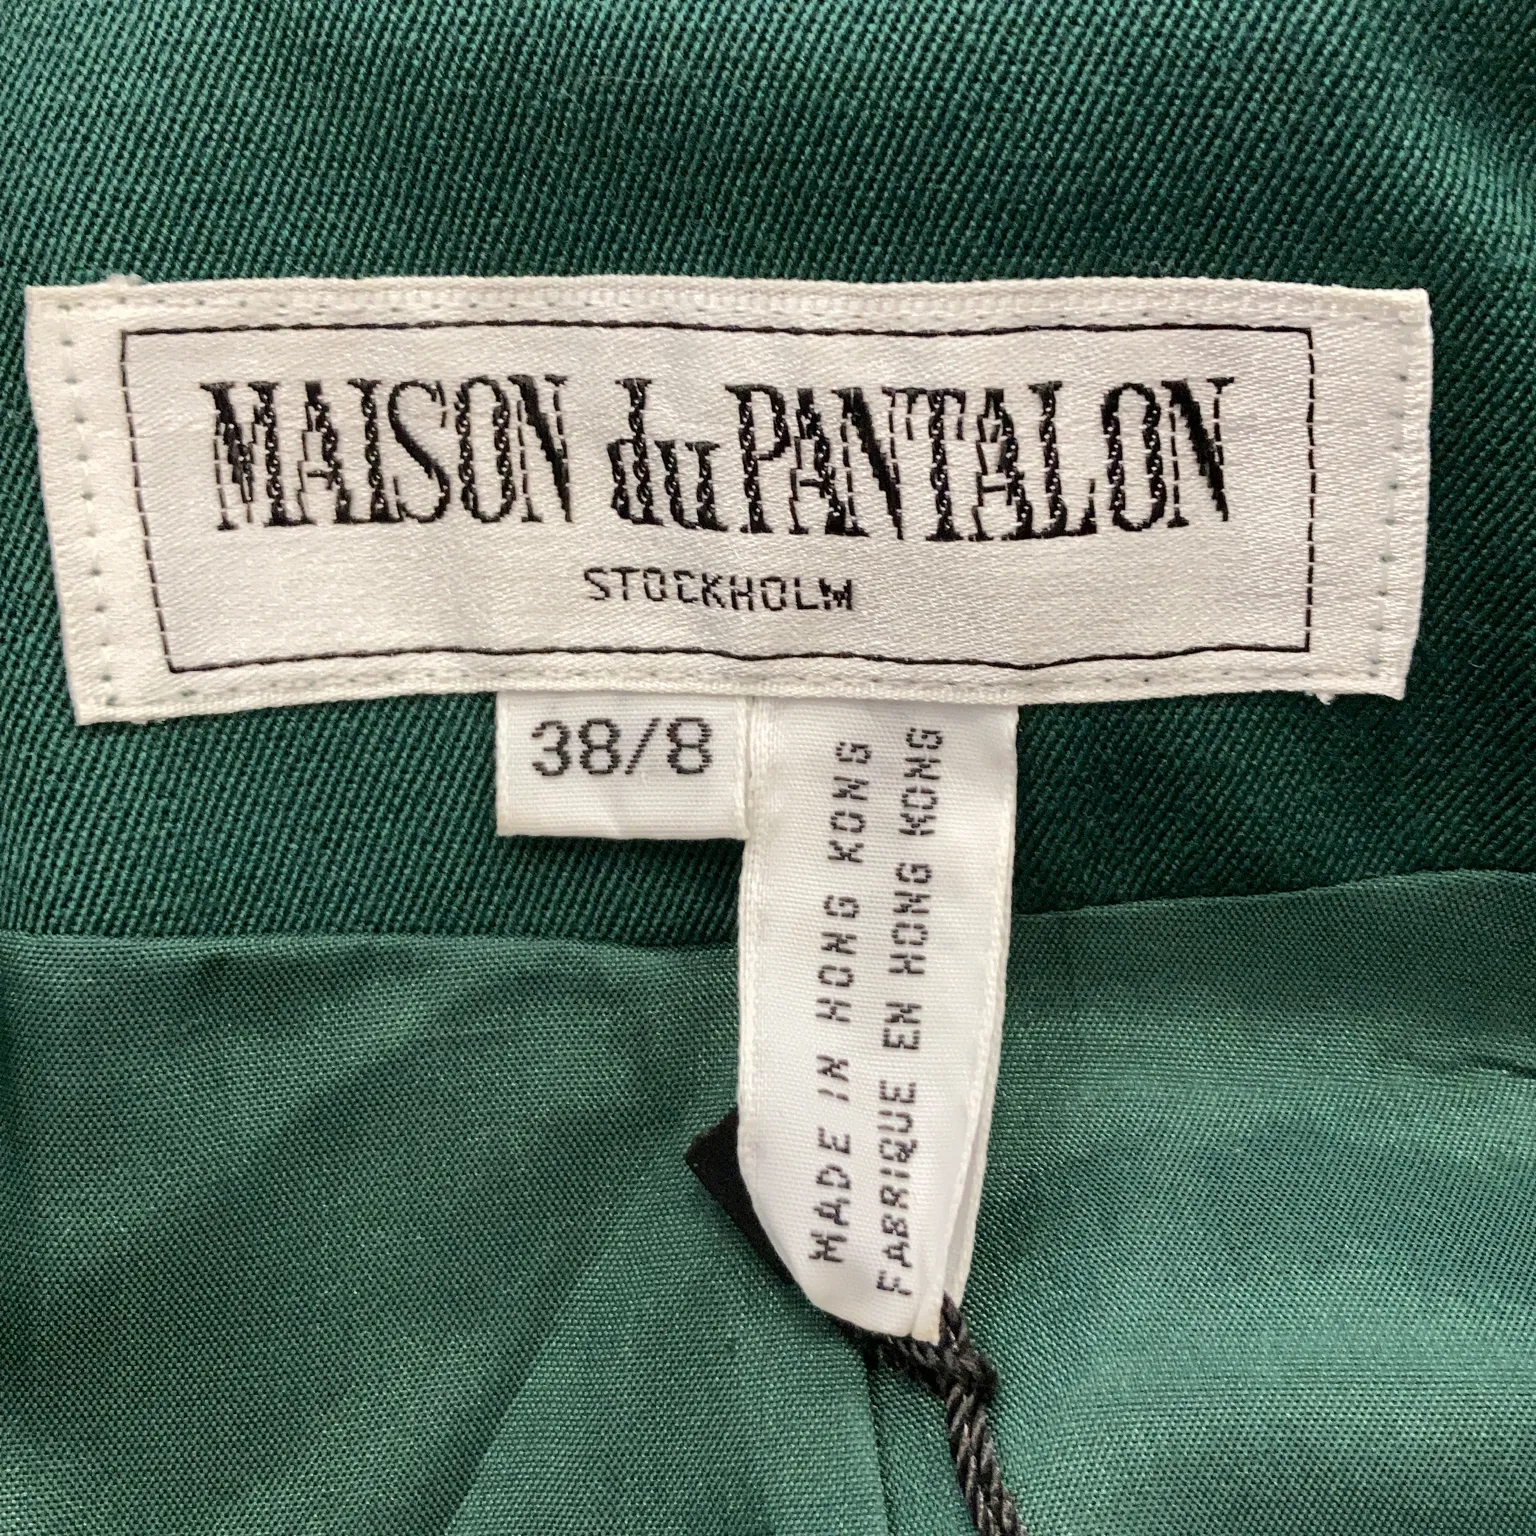 MAISON du PANTALON
STOCKHOLM
38/8
MADE IN HONG KONG
FABRIQUE EN HONG KONG